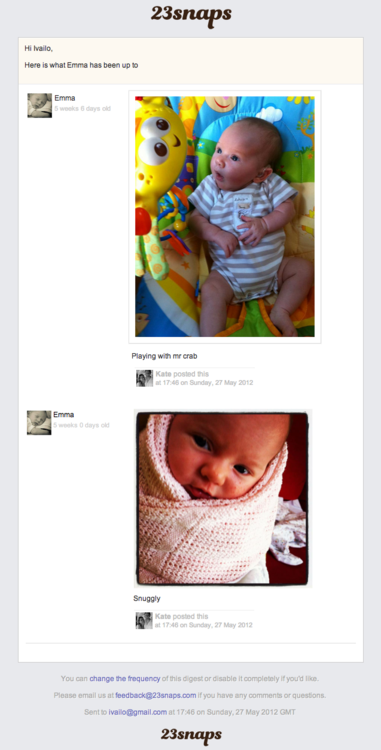 23snaps
Hi Ivailo,
Here is what Emma has been up to
Emma
5 weeks 6 days old
Playing with mr crab
Kate posted this
at 17:46 on Sunday, 27 May 2012
Emma
5 weeks 0 days old
Snuggly
Kate posted this
at 17:46 on Sunday, 27 May 2012
You can change the frequency of this digest or disable it completely if you'd like.
Please email us at feedback@23snaps.com if you have any comments or questions.
Sent to ivailo@gmail.com at 17:46 on Sunday, 27 May 2012 GMT
23snaps